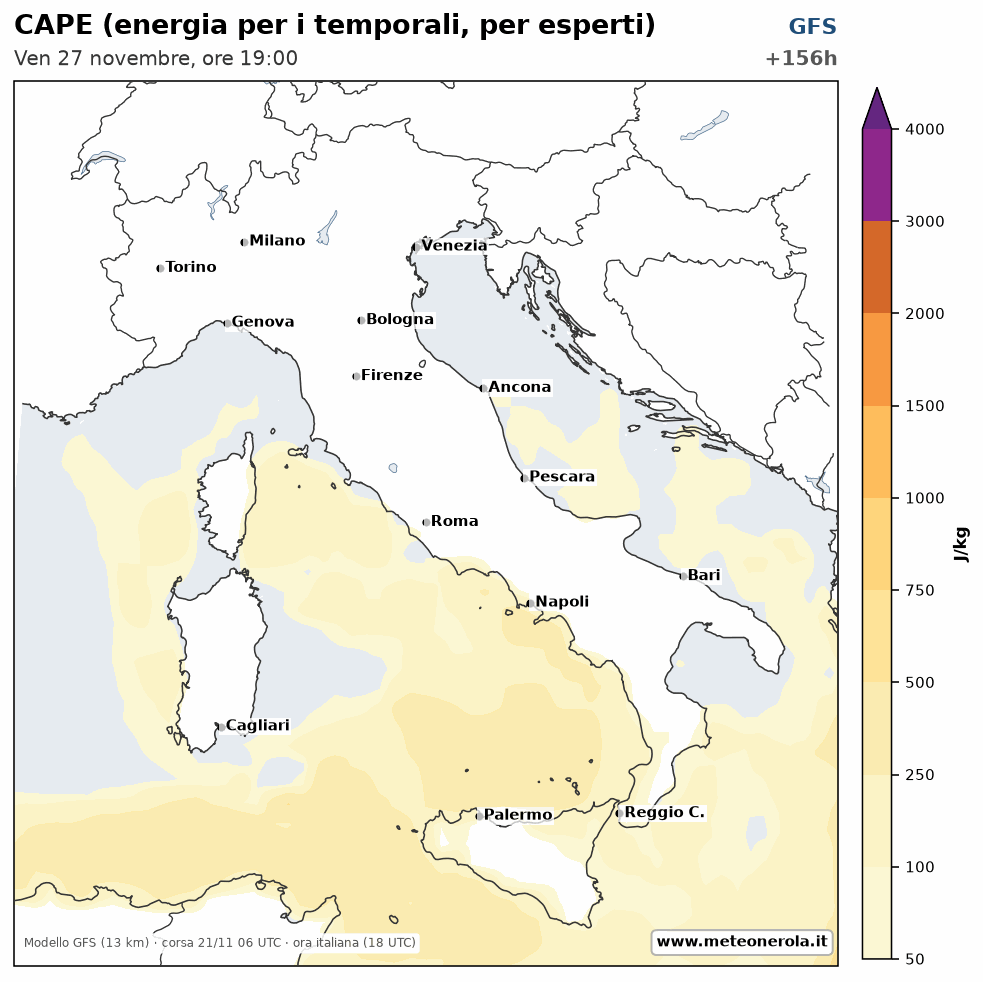 CAPE (energia per i temporali, per esperti)
GFS
Ven 27 novembre, ore 19:00
+156h
Milano
Venezia
Torino
Genova
Bologna
Firenze
Ancona
Pescara
Roma
Bari
Napoli
Cagliari
Palermo
Reggio C.
4000
3000
2000
1500
1000
750
500
250
100
50
J/kg
Modello GFS (13 km) · corsa 21/11 06 UTC · ora italiana (18 UTC)
www.meteonerola.it